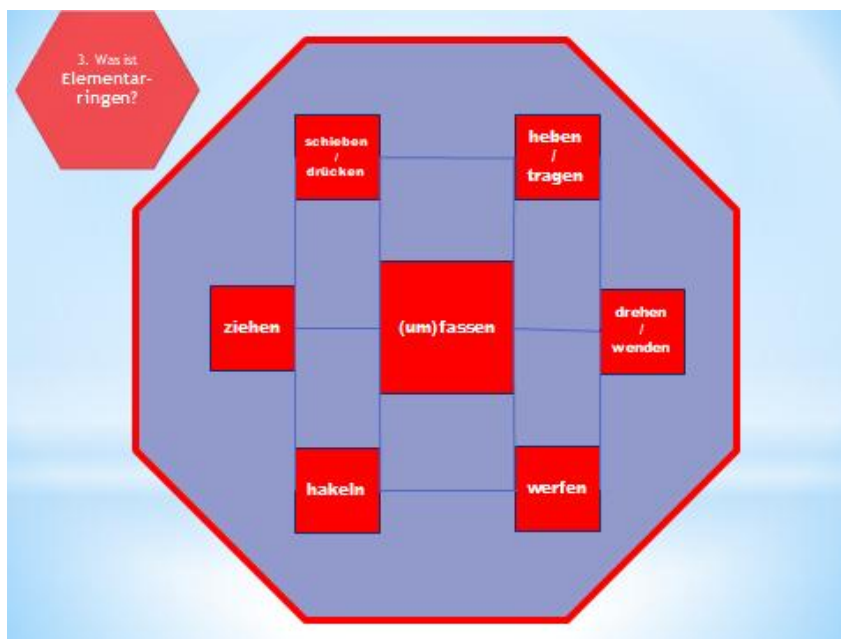 3. Was ist
Elementar-
ringen?
schieben
/
drücken
heben
/
tragen
ziehen
(um)fassen
drehen
/
wenden
hakeln
werfen